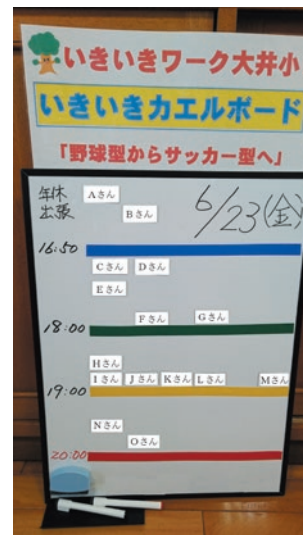 いきいきワーク大井小
いきいきカエルボード
「野球型からサッカー型へ」
年休 Aさん
出張 Bさん 6/23(金)
16:50
Cさん Dさん
Eさん
Fさん Gさん
18:00
Hさん
Iさん Jさん Kさん Lさん Mさん
19:00
Nさん
Oさん
20:00